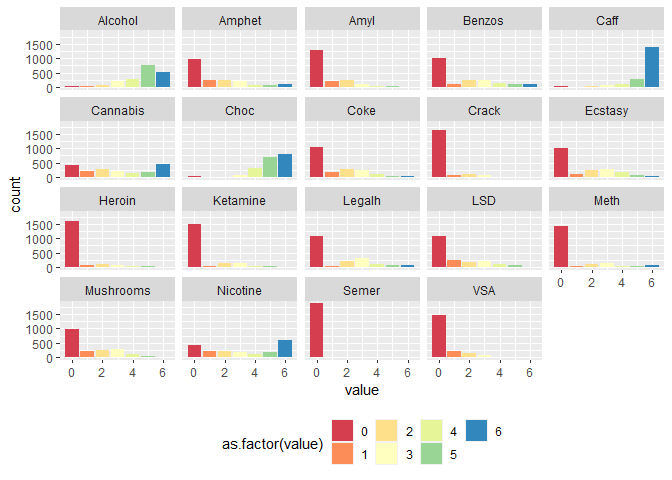 Alcohol Amphet Amyl Benzos Caff
1500
1000
500
0
Cannabis Choc Coke Crack Ecstasy
1500
1000
500
0
Heroin Ketamine Legalh LSD Meth
1500
1000
500
0
0 2 4 6
Mushrooms Nicotine Semer VSA
1500
1000
500
0
0 2 4 6 0 2 4 6 0 2 4 6 0 2 4 6
count
value
as.factor(value) 0 2 4 6
1 3 5